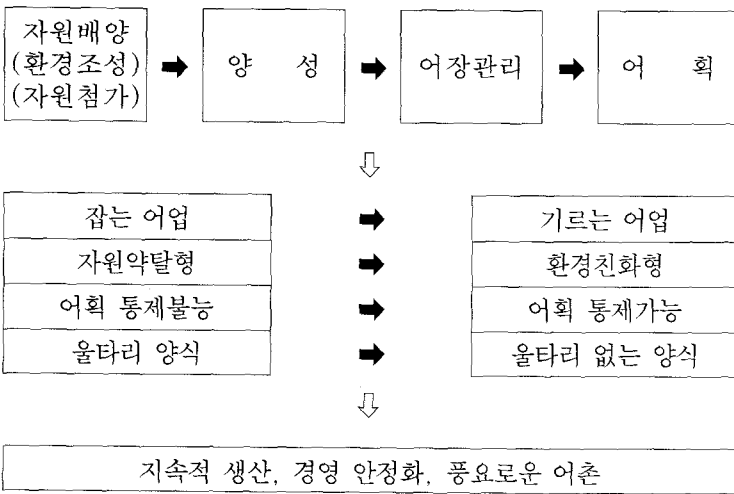 자원배양
(환경조성)
(자원첨가)
➡
양 성
➡
어장관리
➡
어 획
⇩
잡는 어업 ➡ 기르는 어업
자원약탈형 ➡ 환경친화형
어획 통제불능 ➡ 어획 통제가능
울타리 양식 ➡ 울타리 없는 양식
⇩
지속적 생산, 경영 안정화, 풍요로운 어촌